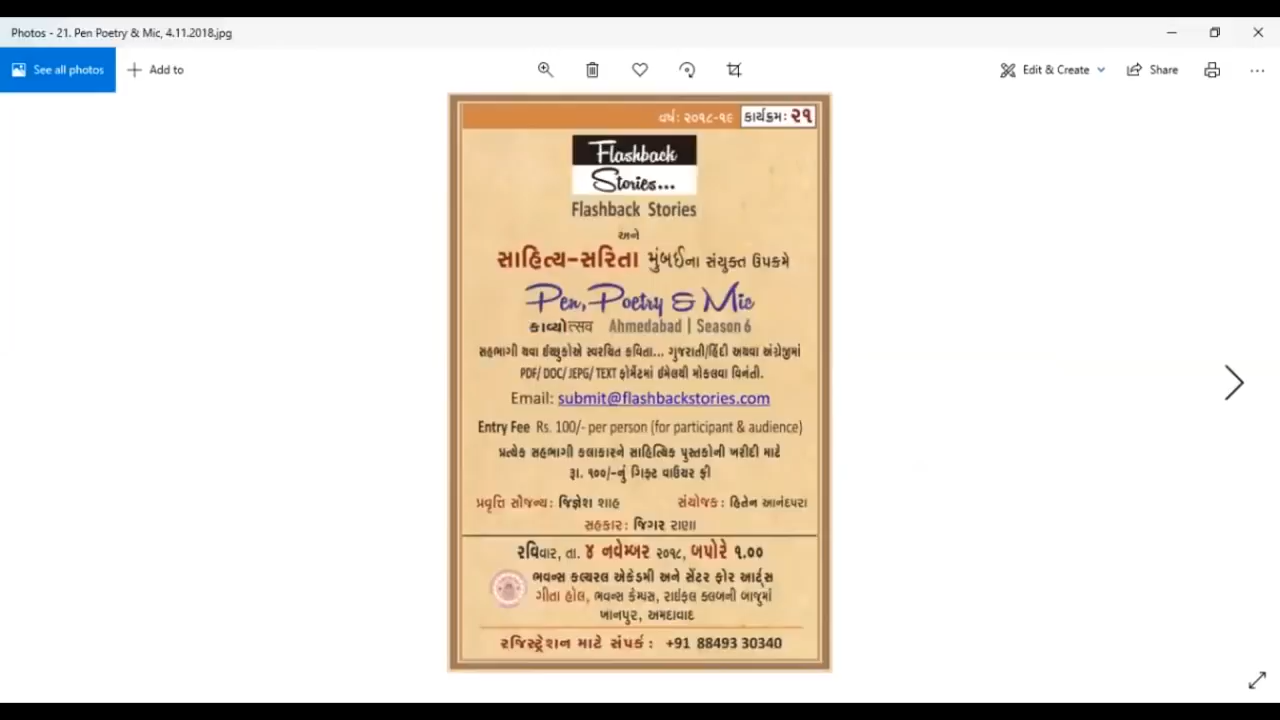 Photos - 21. Pen Poetry & Mic, 4.11.2018.jpg
See all photos
Add to
Edit & Create
Share
વર્ષ: ૨૦૧૮-૧૯ કાર્યક્રમ: ૨૧
Flashback
Stories...
Flashback Stories
અને
સાહિત્ય-સરિતા મુંબઈના સંયુક્ત ઉપક્રમે
Pen, Poetry & Mic
કાવ્યોत्सव Ahmedabad | Season 6
સહભાગી થવા ઈચ્છુકોએ સ્વરચિત કવિતા... ગુજરાતી/હિંદી અથવા અંગ્રેજીમાં
PDF/ DOC/ JEPG/ TEXT ફોર્મેટમાં ઈમેલથી મોકલવા વિનંતી.
Email: submit@flashbackstories.com
Entry Fee Rs. 100/- per person (for participant & audience)
પ્રત્યેક સહભાગી કલાકારને સાહિત્યિક પુસ્તકોની ખરીદી માટે
રૂા. ૧૦૦/-નું ગિફ્ટ વાઉચર ફ્રી
પ્રવૃત્તિ સૌજન્ય: જિજ્ઞેશ શાહ સંયોજક : હિતેન આનંદપરા
સહકાર: જિગર રાણા
રવિવાર, તા. ૪ નવેમ્બર ૨૦૧૮, બપોરે ૧.૦૦
ભવન્સ કલ્ચરલ એકેડમી અને સેંટર ફોર આર્ટ્સ
ગીતા હોલ, ભવન્સ કેમ્પસ, રાઈફલ ક્લબની બાજુમાં
ખાનપુર, અમદાવાદ
રજિસ્ટ્રેશન માટે સંપર્ક : +91 88493 30340